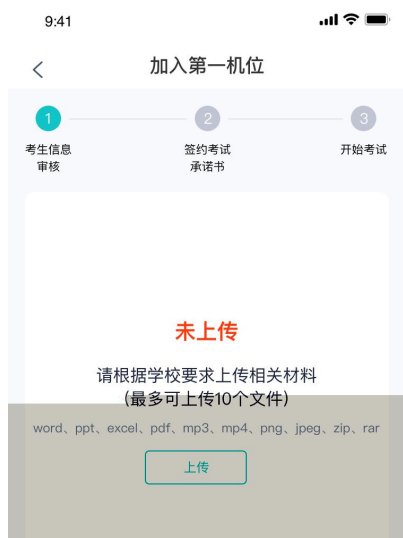 9:41
加入第一机位
1
2
3
考生信息
审核
签约考试
承诺书
开始考试
未上传
请根据学校要求上传相关材料
(最多可上传10个文件)
word、ppt、excel、pdf、mp3、mp4、png、jpeg、zip、rar
上传